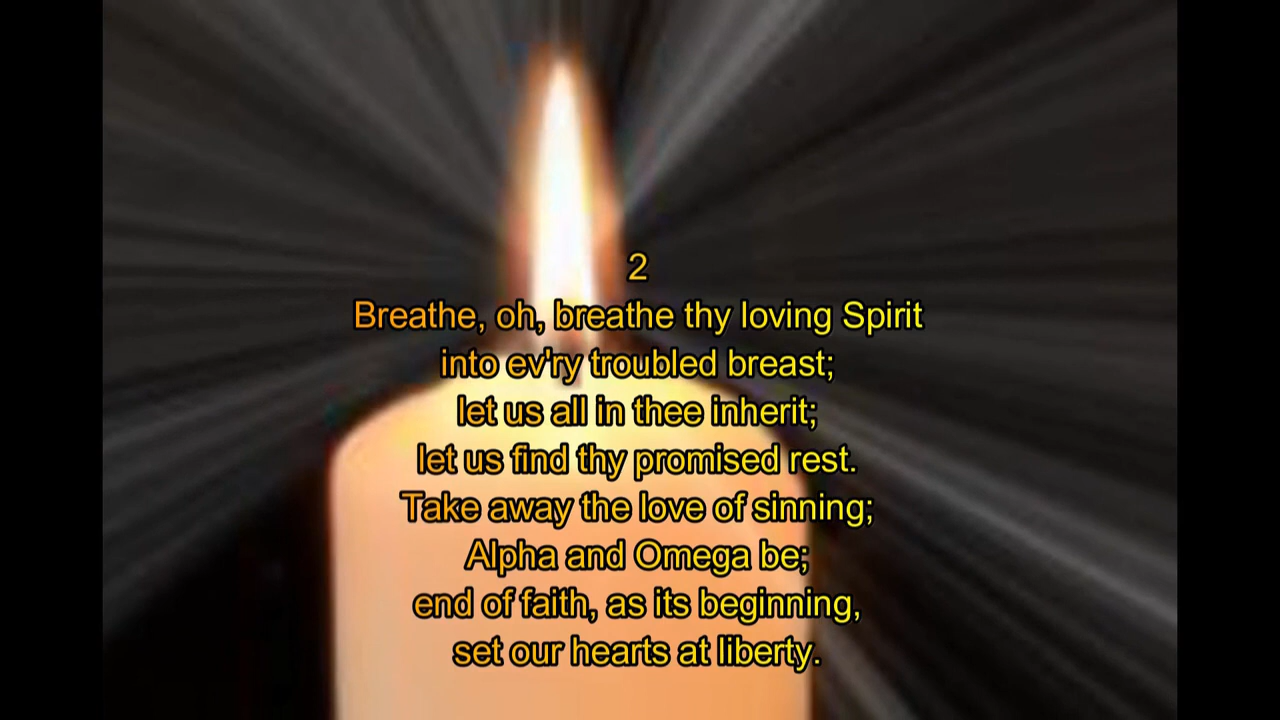 2
Breathe, oh, breathe thy loving Spirit
into ev'ry troubled breast;
let us all in thee inherit;
let us find thy promised rest.
Take away the love of sinning;
Alpha and Omega be;
end of faith, as its beginning,
set our hearts at liberty.